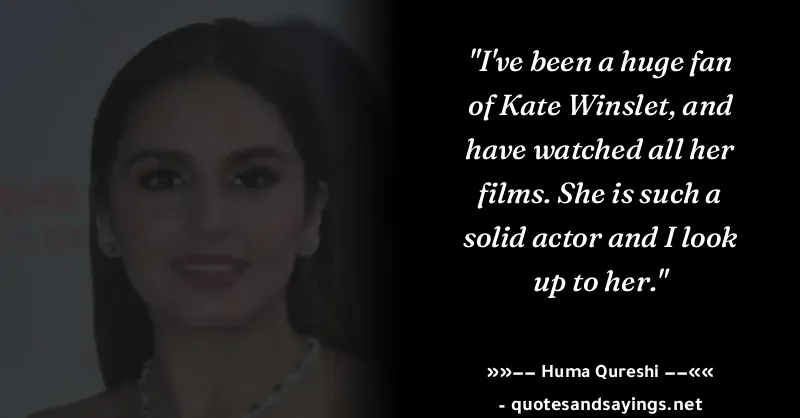 "I've been a huge fan
of Kate Winslet, and
have watched all her
films. She is such a
solid actor and I look
up to her."
»»−− Huma Qureshi −−««
- quotesandsayings.net